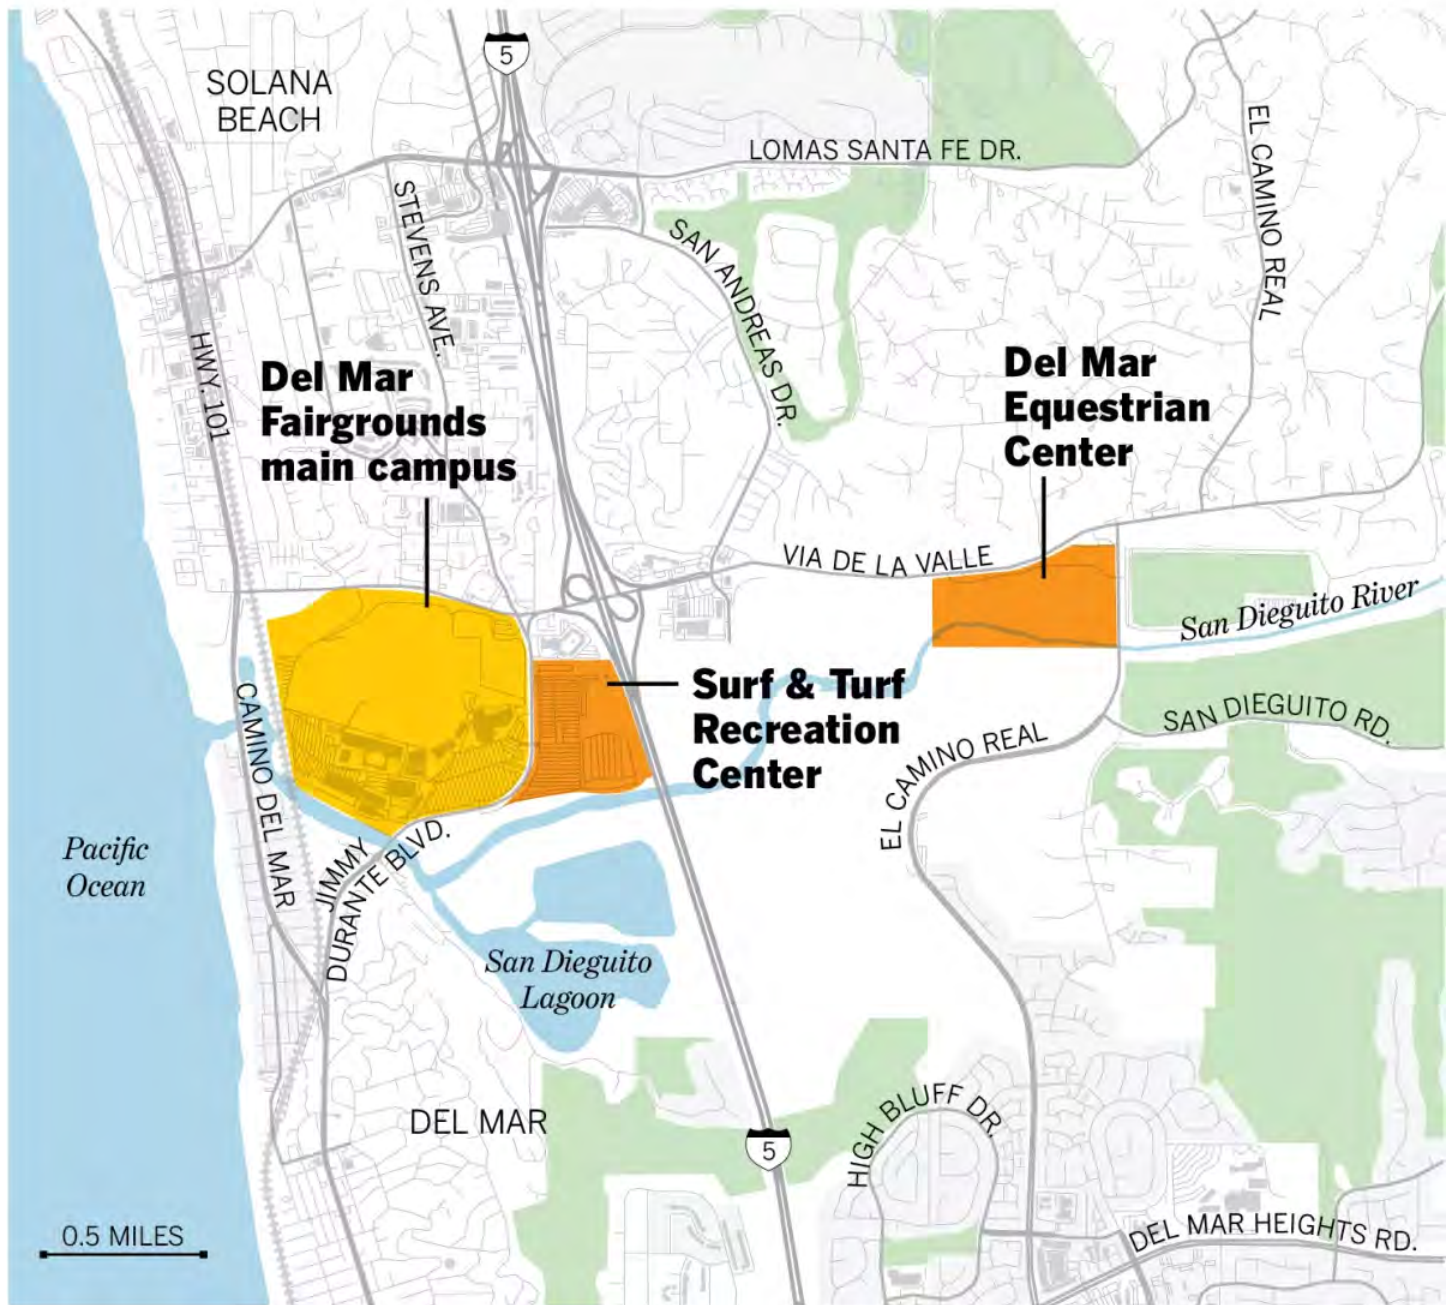 5
SOLANA
BEACH
LOMAS SANTA FE DR.
EL CAMINO REAL
STEVENS AVE.
SAN ANDREAS DR.
HWY. 101
Del Mar
Fairgrounds
main campus
Del Mar
Equestrian
Center
VIA DE LA VALLE
San Dieguito River
Surf & Turf
Recreation
Center
CAMINO DEL MAR
SAN DIEGUITO RD.
EL CAMINO REAL
Pacific
Ocean
JIMMY
DURANTE BLVD.
San Dieguito
Lagoon
DEL MAR
HIGH BLUFF DR.
5
0.5 MILES
DEL MAR HEIGHTS RD.